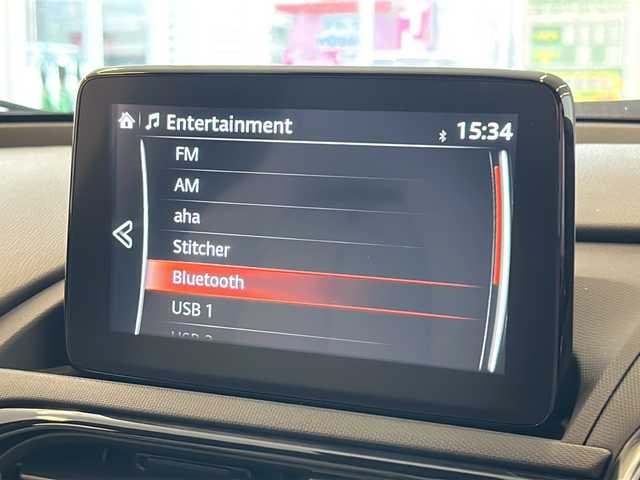 Entertainment 15:34
FM
AM
aha
Stitcher
Bluetooth
USB 1